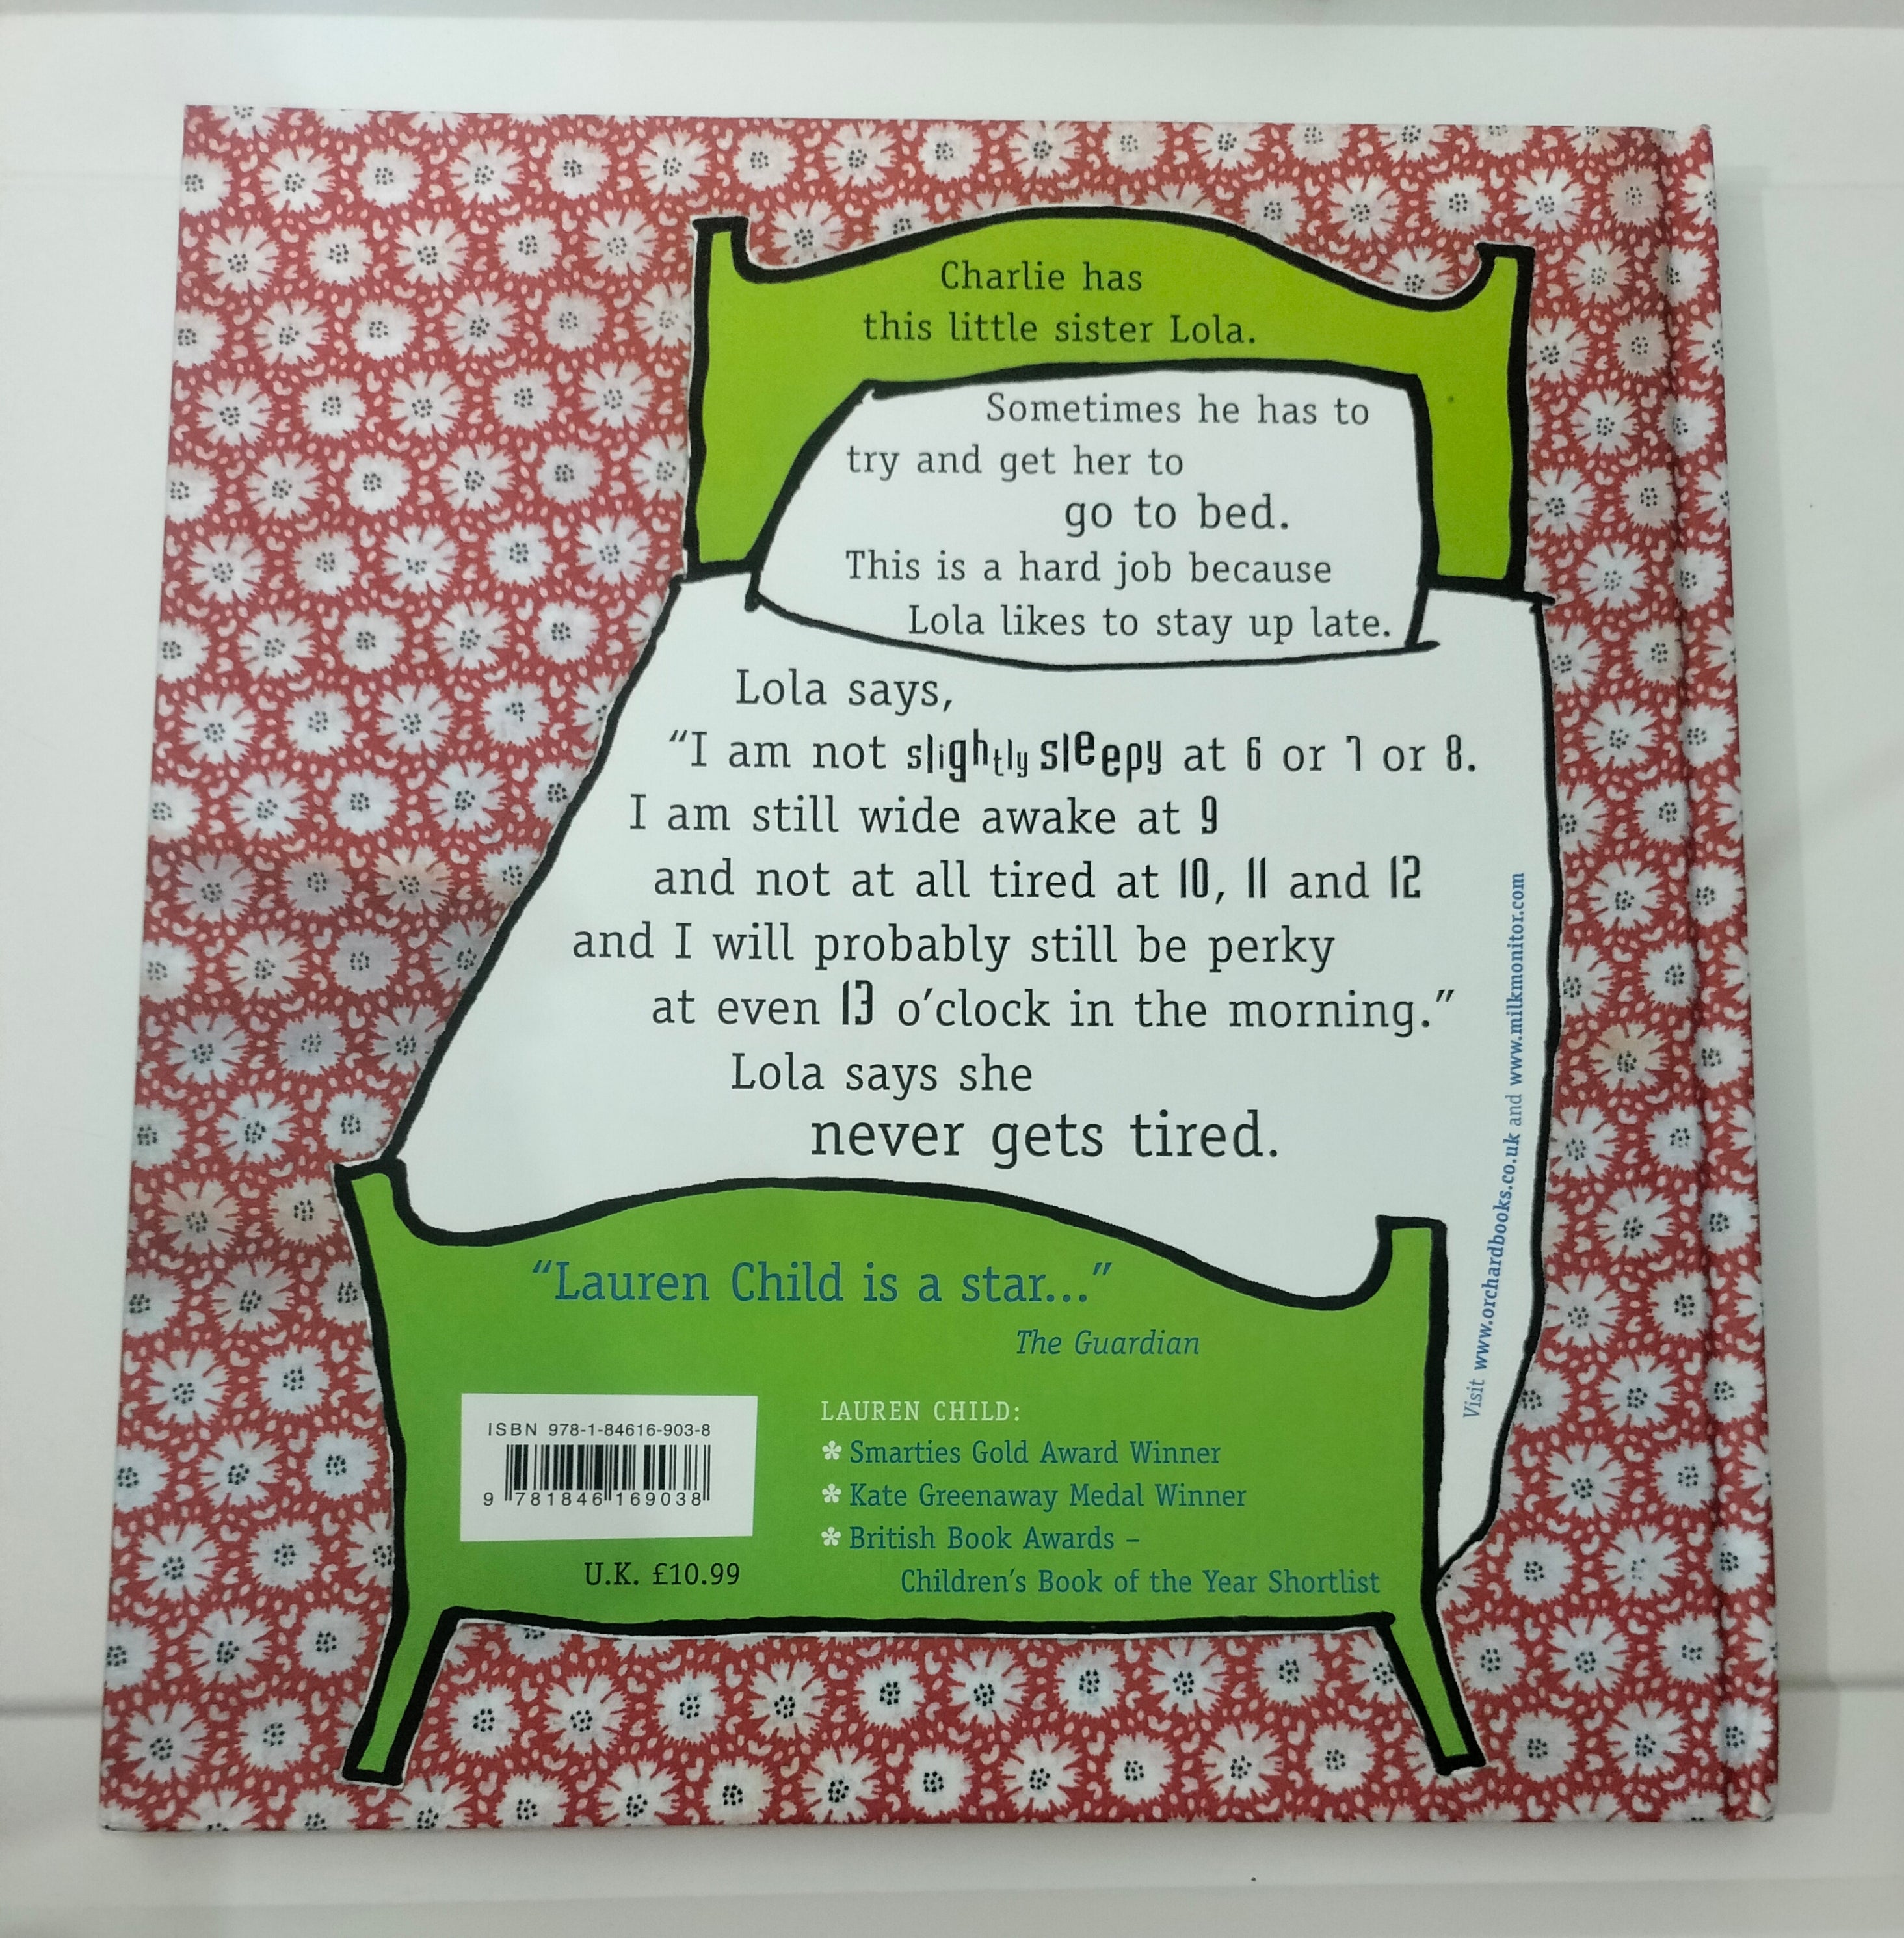 Charlie has
this little sister Lola.
Sometimes he has to
try and get her to
go to bed.
This is a hard job because
Lola likes to stay up late.
Lola says,
“I am not slightly sleepy at 6 or 7 or 8.
I am still wide awake at 9
and not at all tired at 10, 11 and 12
and I will probably still be perky
at even 13 o’clock in the morning.”
Lola says she
never gets tired.
Visit www.orchardbooks.co.uk and www.milkmonitor.com
“Lauren Child is a star...”
The Guardian
ISBN 978-1-84616-903-8
9 781846 169038
U.K. £10.99
LAUREN CHILD:
✽ Smarties Gold Award Winner
✽ Kate Greenaway Medal Winner
✽ British Book Awards –
Children’s Book of the Year Shortlist